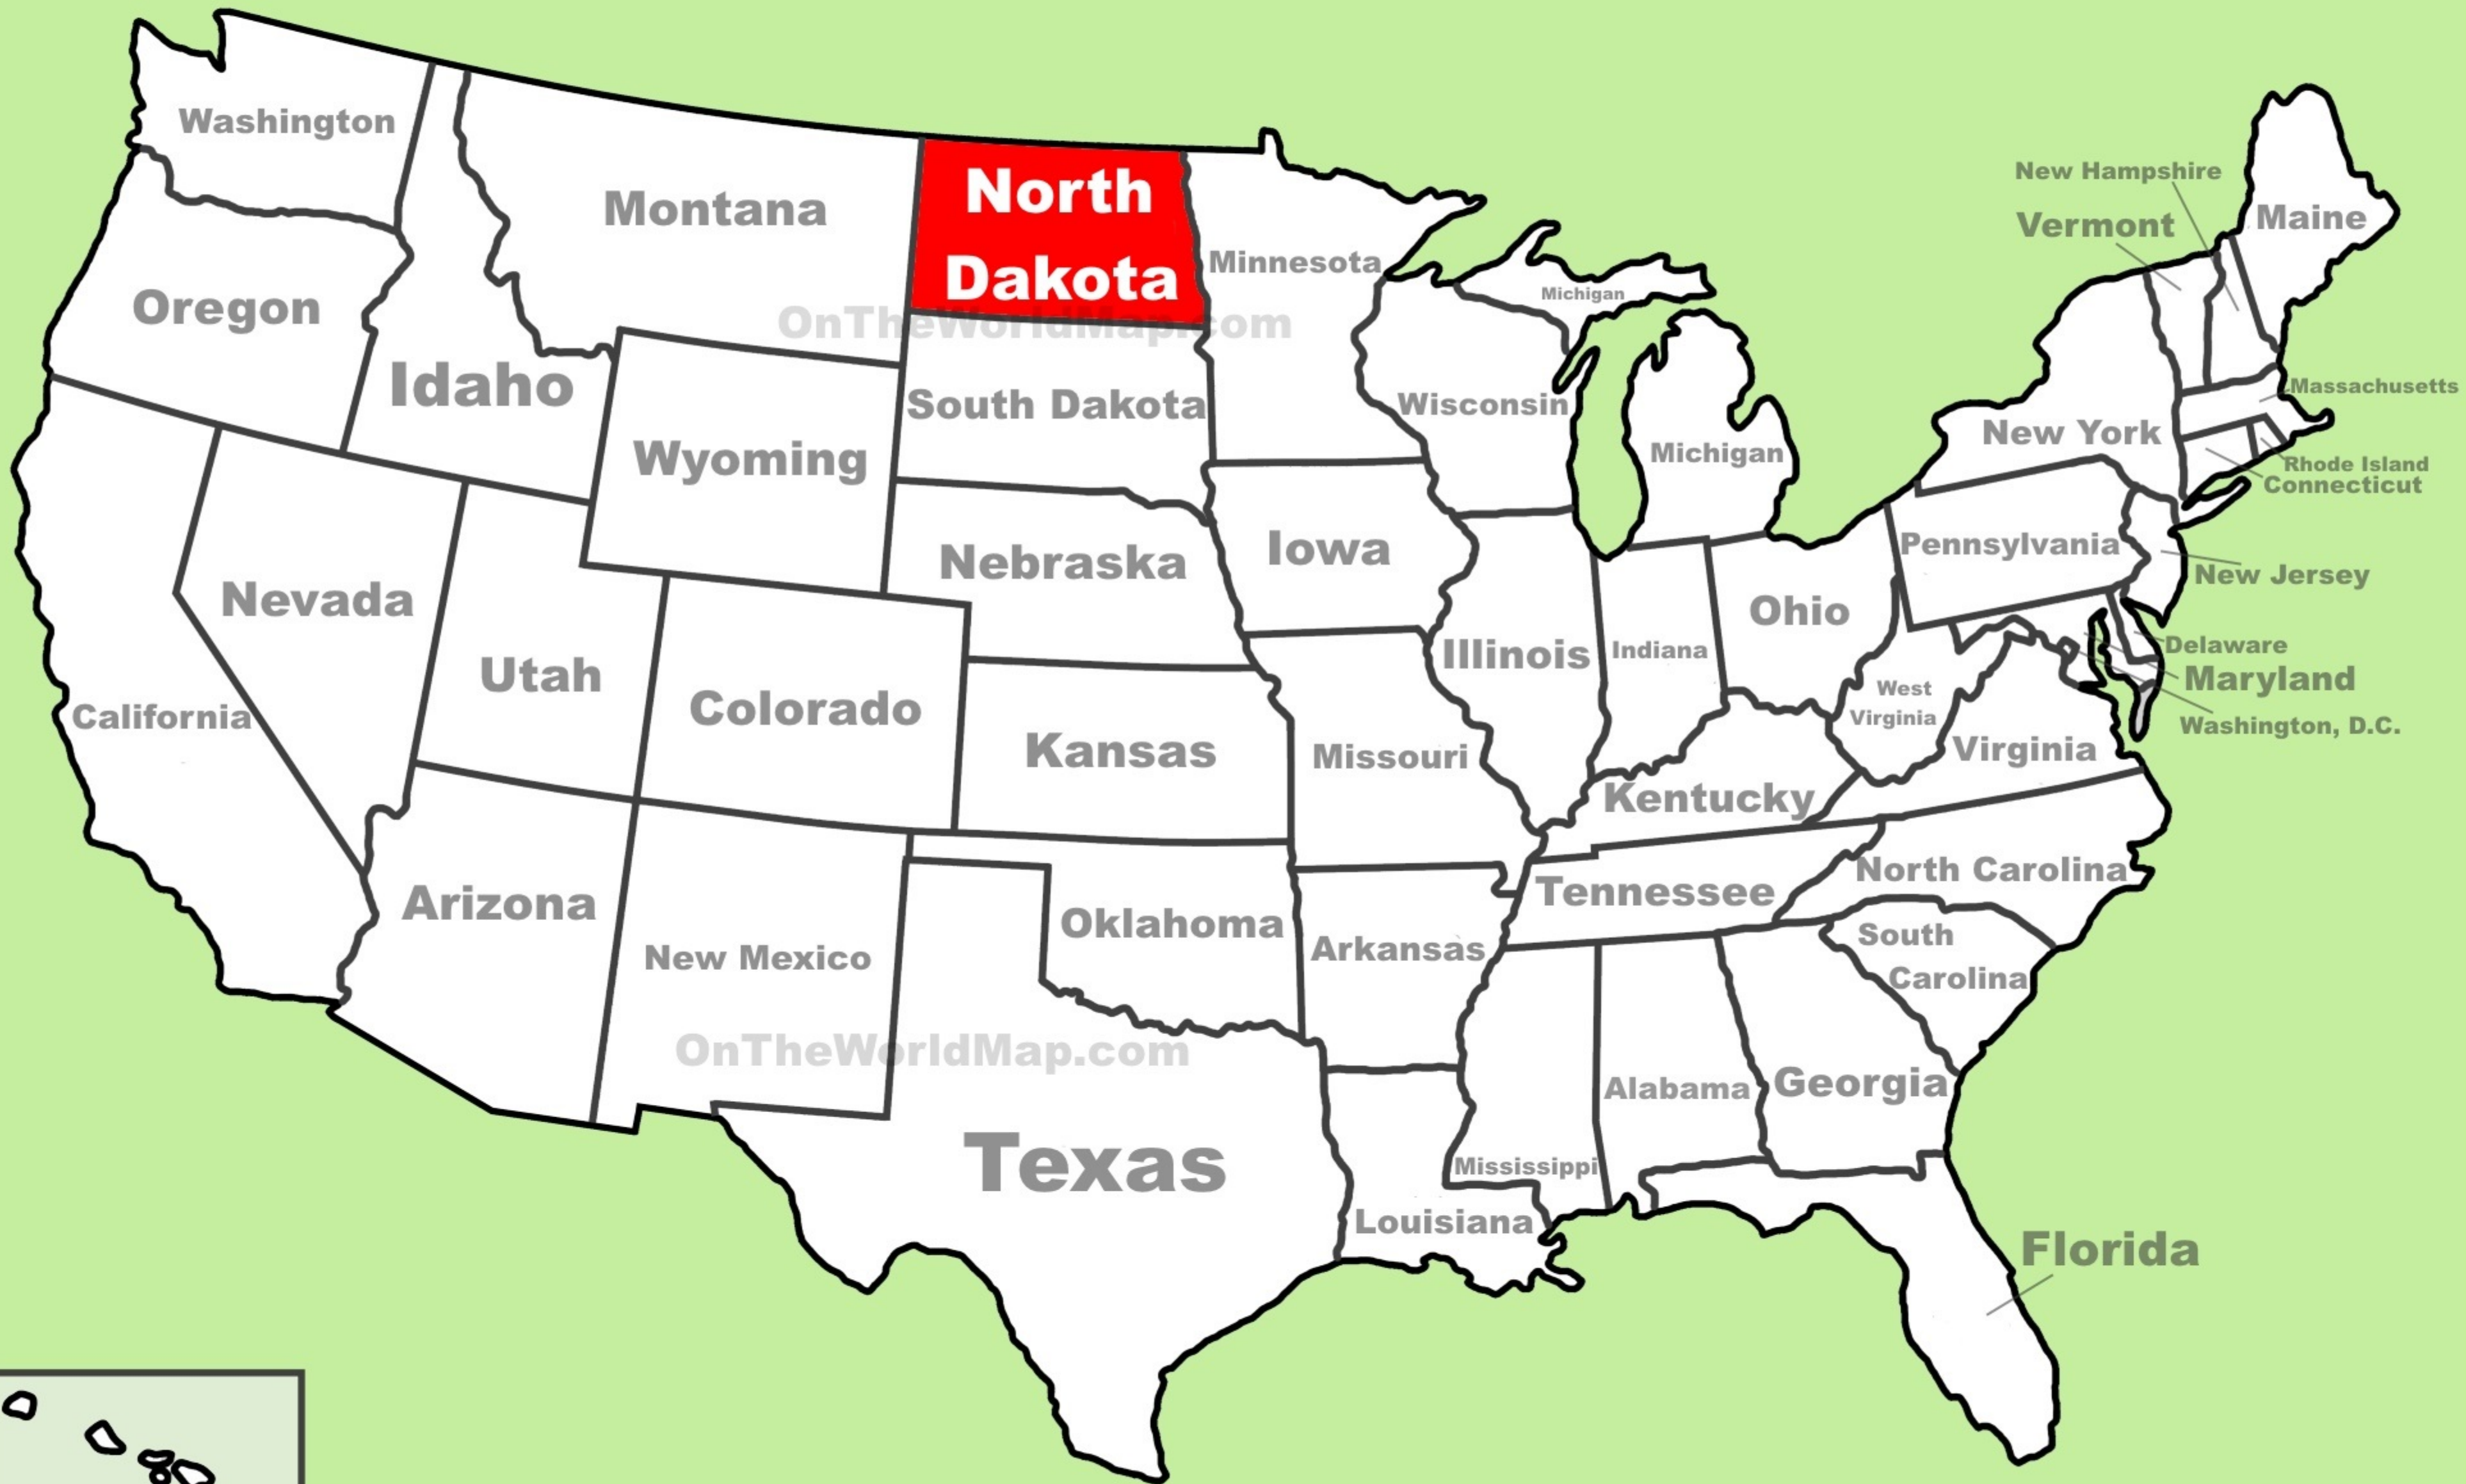 Washington
Montana
North
Dakota
Minnesota
Oregon
Idaho
OnTheWorldMap.com
Wyoming
South Dakota
Wisconsin
Michigan
Michigan
New Hampshire
Vermont
Maine
Massachusetts
New York
Rhode Island
Connecticut
Pennsylvania
New Jersey
Nevada
Utah
Colorado
Nebraska
Iowa
Illinois
Indiana
Ohio
Delaware
Maryland
Washington, D.C.
West
Virginia
Virginia
California
Kansas
Missouri
Kentucky
Arizona
New Mexico
Oklahoma
Arkansas
Tennessee
North Carolina
South
Carolina
OnTheWorldMap.com
Texas
Alabama
Georgia
Mississippi
Louisiana
Florida